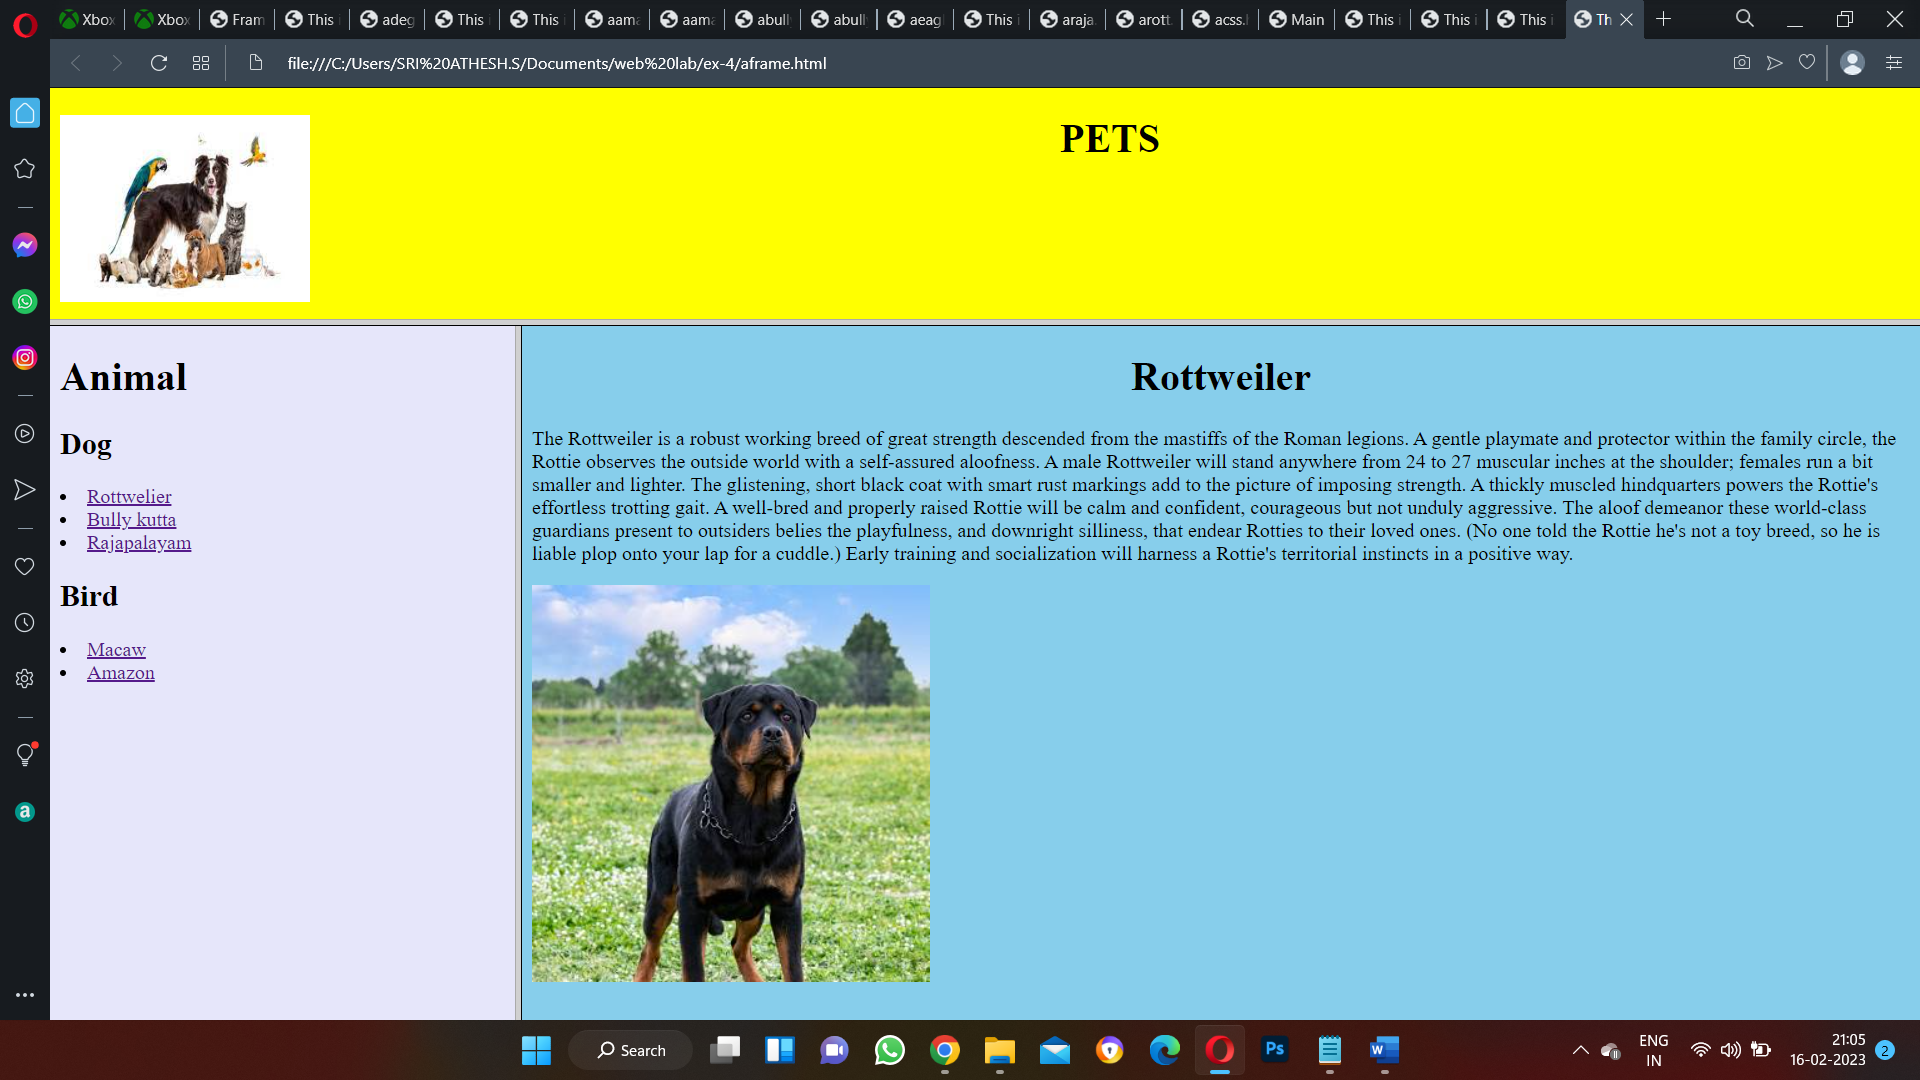 Xbox
Xbox
Fram
This i
adeg
This i
This i
aama
aama
abull
abull
aeagl
This i
araja.
arott.
acss.h
Main
This i
This i
This i
Th
file:///C:/Users/SRI%20ATHESH.S/Documents/web%20lab/ex-4/aframe.html
PETS
Animal
Dog
Rottwelier
Bully kutta
Rajapalayam
Bird
Macaw
Amazon
Rottweiler
The Rottweiler is a robust working breed of great strength descended from the mastiffs of the Roman legions. A gentle playmate and protector within the family circle, the
Rottie observes the outside world with a self-assured aloofness. A male Rottweiler will stand anywhere from 24 to 27 muscular inches at the shoulder; females run a bit
smaller and lighter. The glistening, short black coat with smart rust markings add to the picture of imposing strength. A thickly muscled hindquarters powers the Rottie's
effortless trotting gait. A well-bred and properly raised Rottie will be calm and confident, courageous but not unduly aggressive. The aloof demeanor these world-class
guardians present to outsiders belies the playfulness, and downright silliness, that endear Rotties to their loved ones. (No one told the Rottie he's not a toy breed, so he is
liable plop onto your lap for a cuddle.) Early training and socialization will harness a Rottie's territorial instincts in a positive way.
a
Search
Ps
W
ENG
IN
21:05
16-02-2023
2